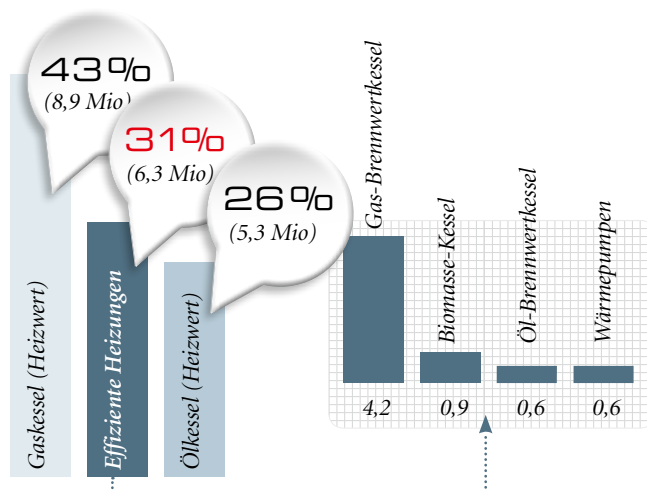 43%
(8,9 Mio)
31%
(6,3 Mio)
26%
(5,3 Mio)
Gaskessel (Heizwert)
Effiziente Heizungen
Ölkessel (Heizwert)
Gas-Brennwertkessel
Biomasse-Kessel
Öl-Brennwertkessel
Wärmepumpen
4,2
0,9
0,6
0,6